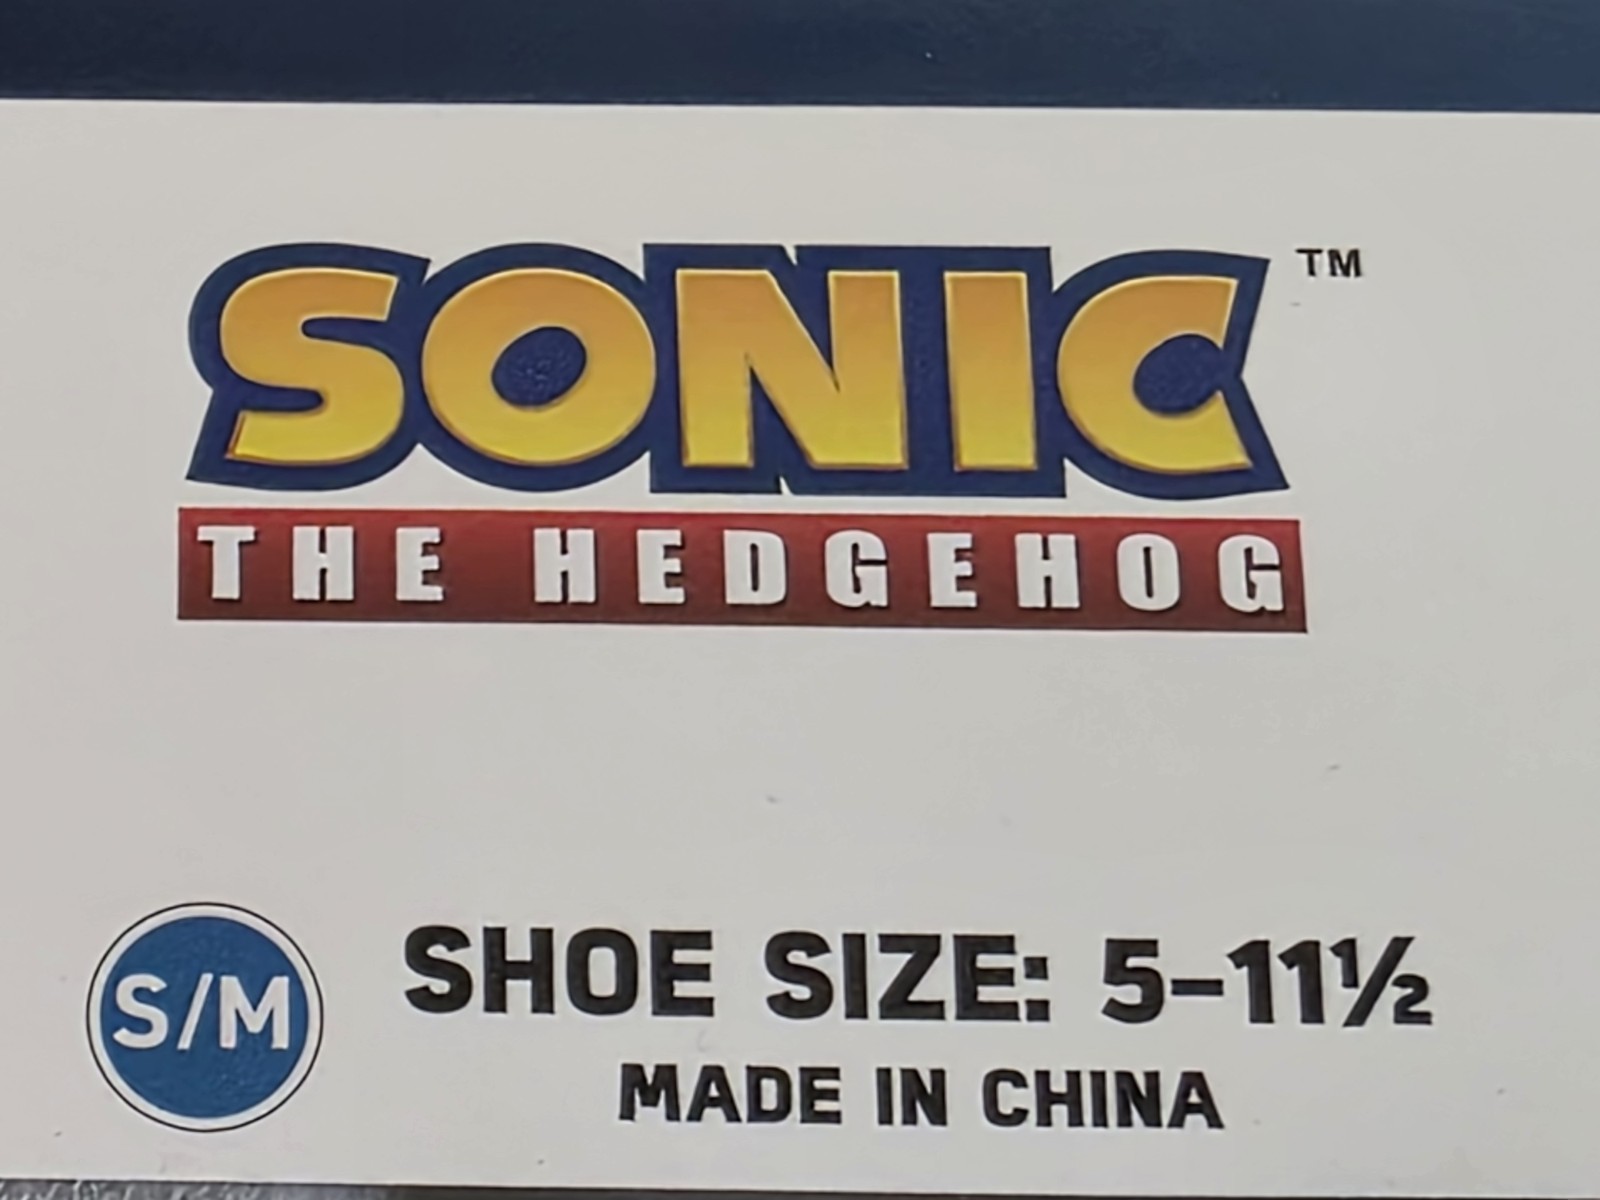 SONIC™
THE HEDGEHOG
S/M
SHOE SIZE: 5–11½
MADE IN CHINA